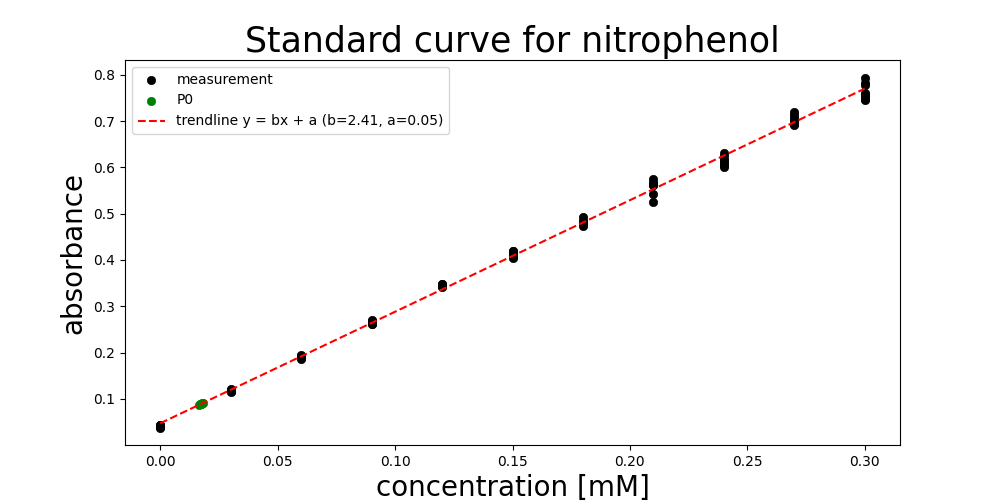 Standard curve for nitrophenol
measurement
P0
trendline y = bx + a (b=2.41, a=0.05)
absorbance
0.8
0.7
0.6
0.5
0.4
0.3
0.2
0.1
0.00 0.05 0.10 0.15 0.20 0.25 0.30
concentration [mM]